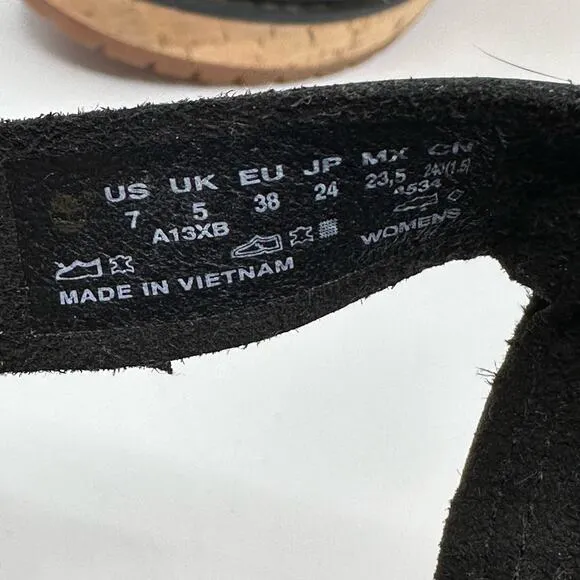 US UK EU JP MX CN
7 5 38 24 23,5 240(1.5)
A13XB
WOMENS
MADE IN VIETNAM